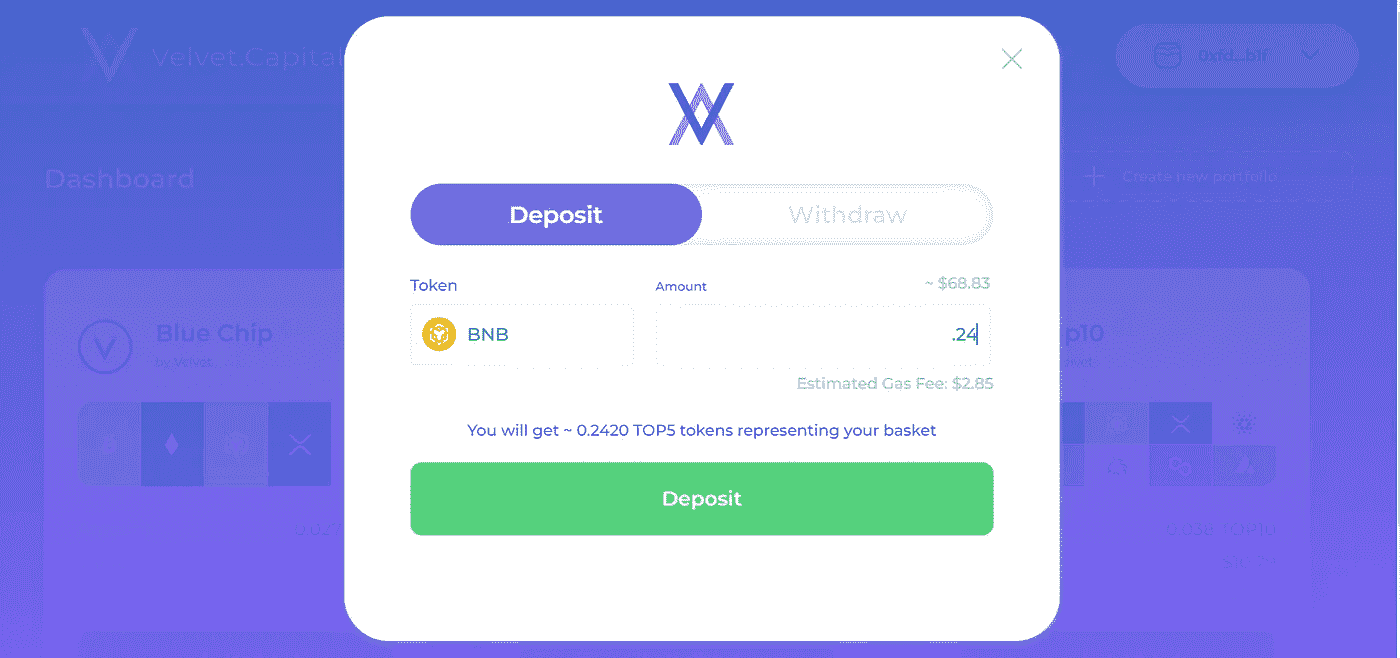 Velvet.Capital
0xfd...b1f
Dashboard
Create new portfolio
Deposit
Withdraw
Token
Amount
~ $68.83
BNB
.24
Estimated Gas Fee: $2.85
You will get ~ 0.2420 TOP5 tokens representing your basket
Deposit
Blue Chip
by Velvet
p10